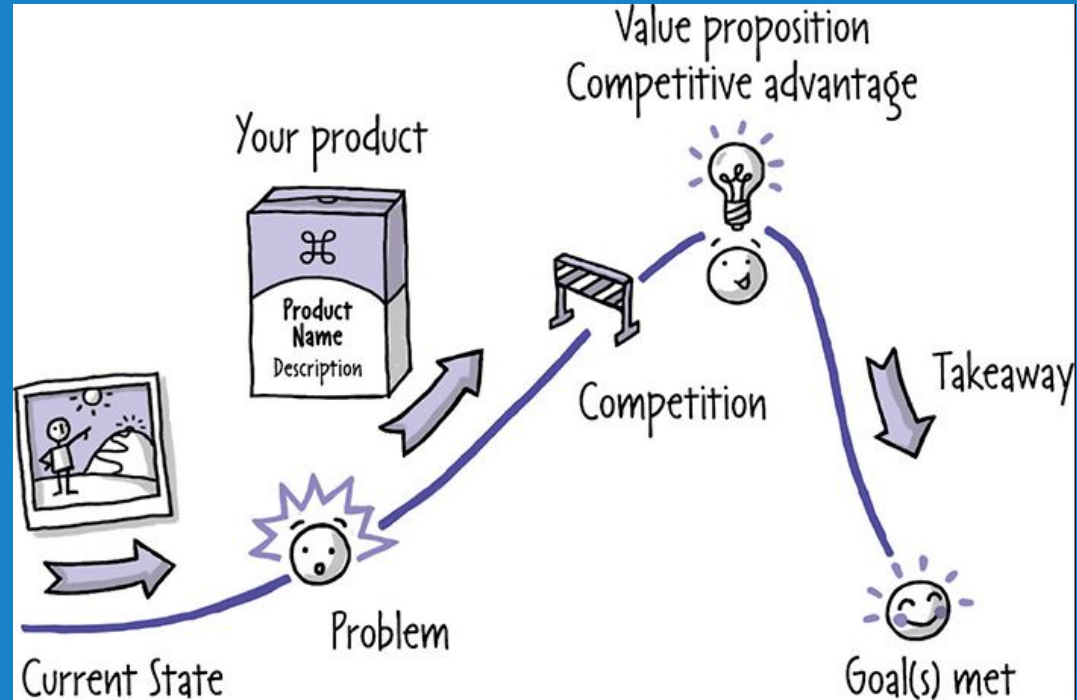 Value proposition
Competitive advantage
Your product
Product
Name
Description
Competition
Takeaway
Problem
Current State
Goal(s) met